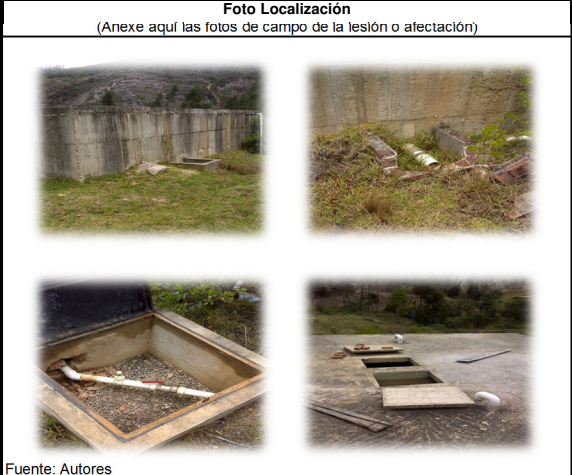 Foto Localización
(Anexe aquí las fotos de campo de la lesión o afectación)
Fuente: Autores